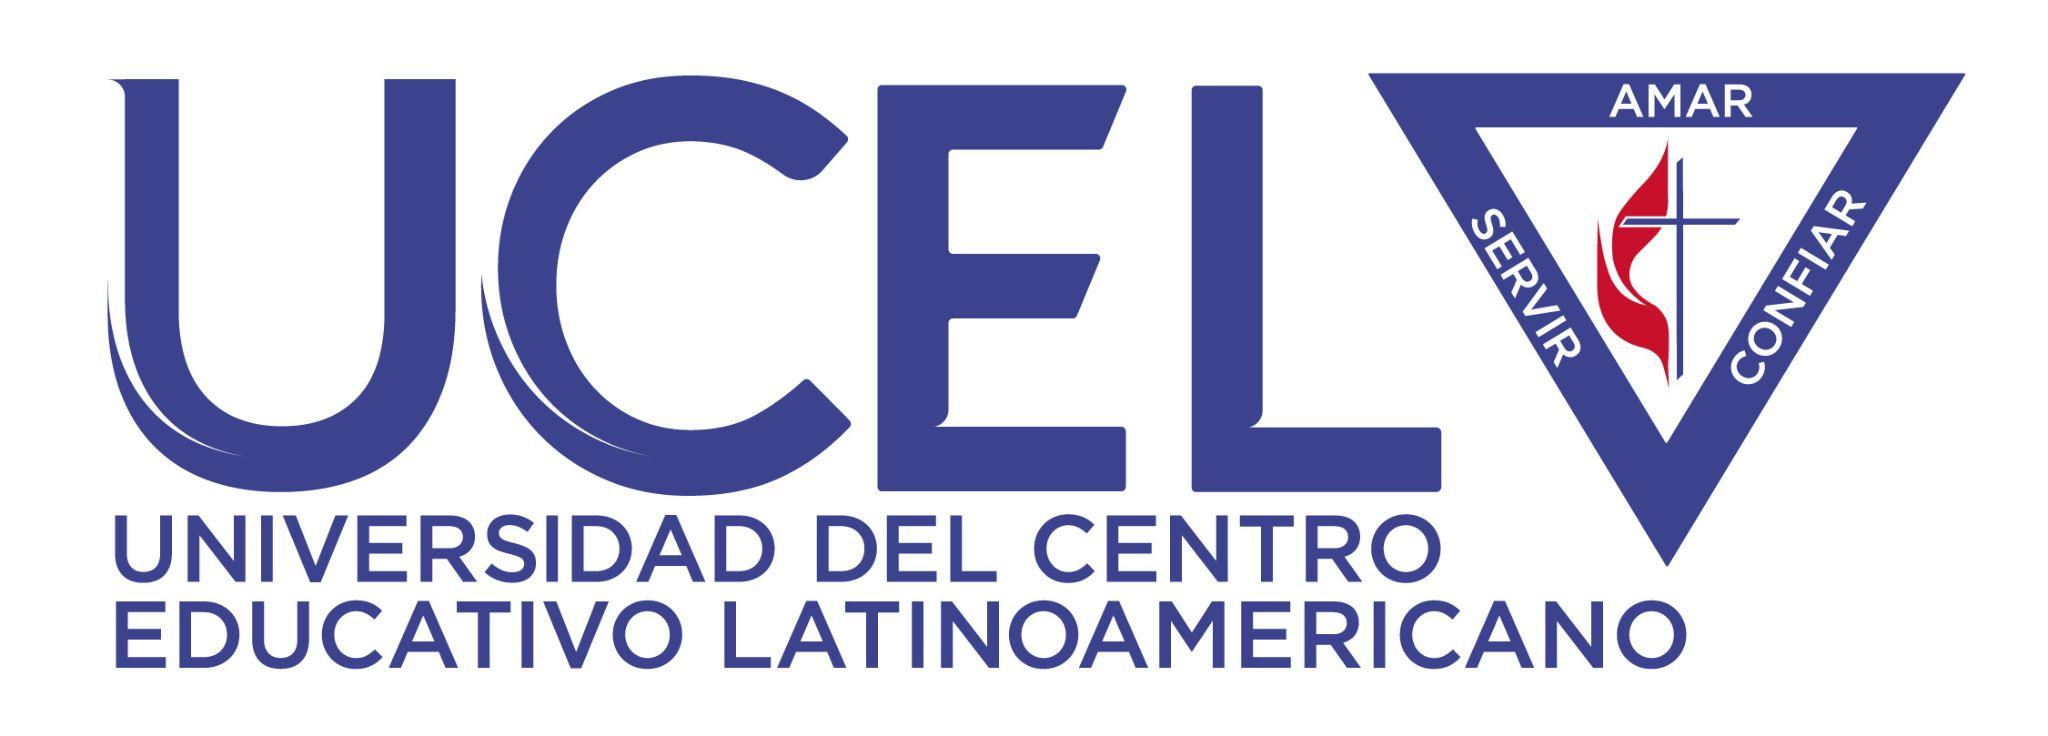 UCEL
AMAR
SERVIR
CONFIAR
UNIVERSIDAD DEL CENTRO
EDUCATIVO LATINOAMERICANO